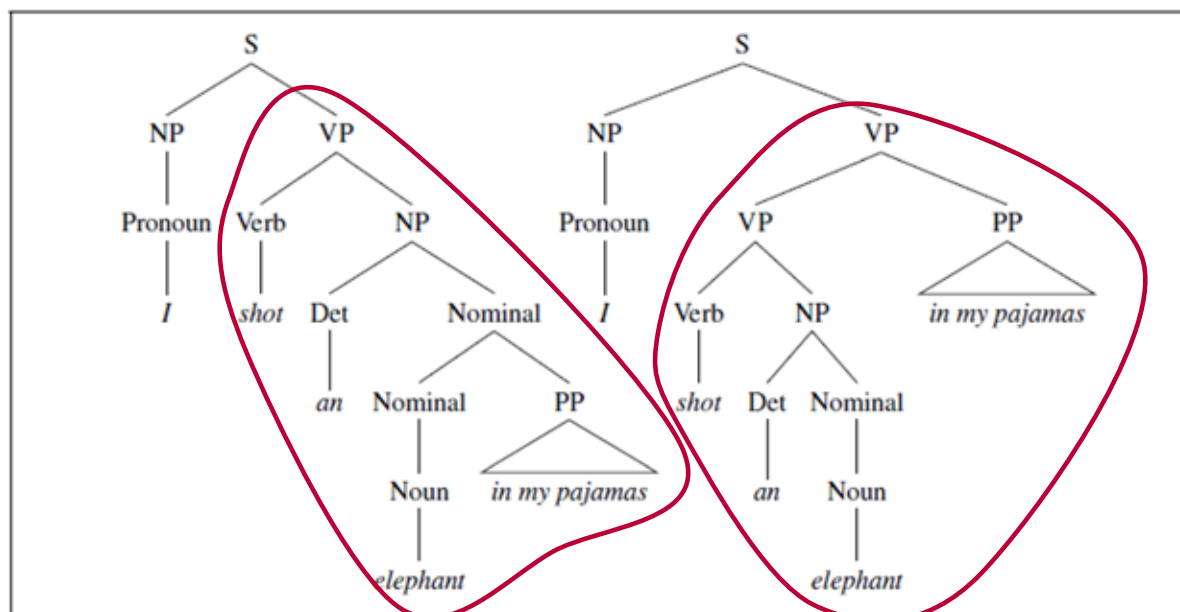 S S
NP VP NP VP
Pronoun Verb NP Pronoun VP PP
I shot Det Nominal I Verb NP in my pajamas
an Nominal PP shot Det Nominal
Noun in my pajamas an Noun
elephant elephant